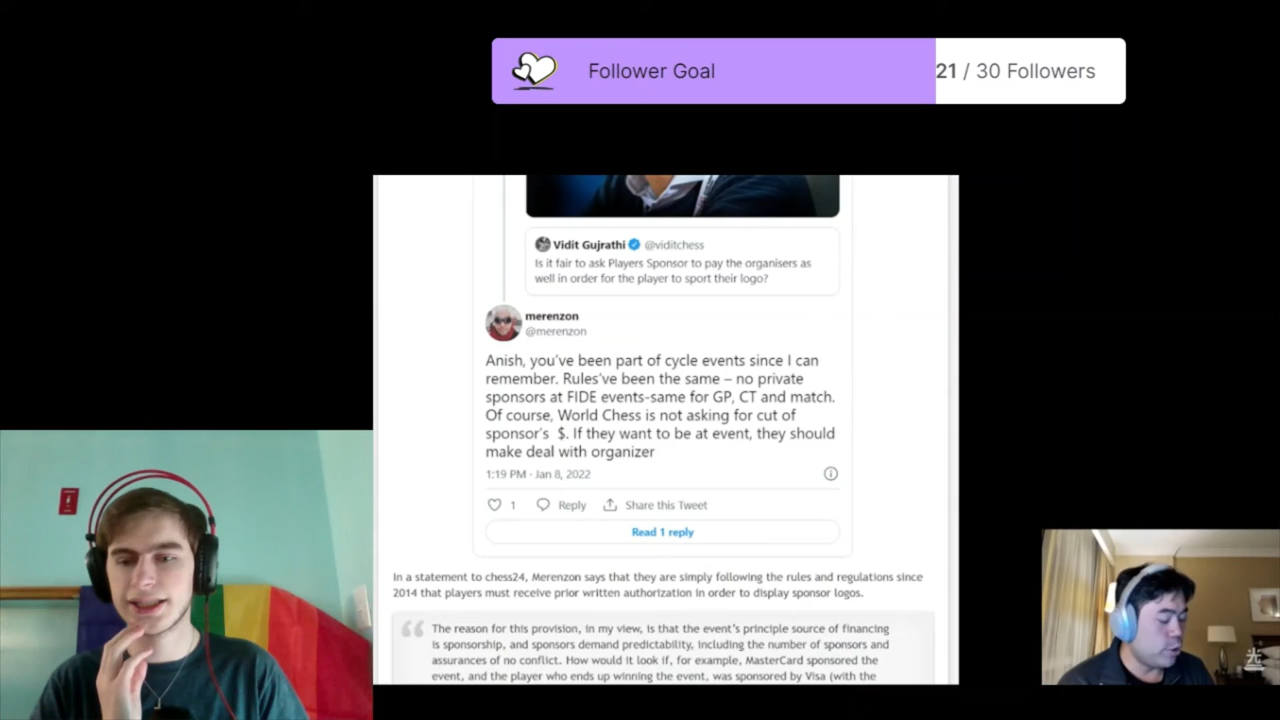 Follower Goal
21 / 30 Followers
Vidit Gujrathi @viditchess
Is it fair to ask Players Sponsor to pay the organisers as
well in order for the player to sport their logo?
merenzon
@merenzon
Anish, you've been part of cycle events since I can
remember. Rules've been the same – no private
sponsors at FIDE events-same for GP, CT and match.
Of course, World Chess is not asking for cut of
sponsor's $. If they want to be at event, they should
make deal with organizer
1:19 PM · Jan 8, 2022
1 Reply Share this Tweet
Read 1 reply
In a statement to chess24, Merenzon says that they are simply following the rules and regulations since
2014 that players must receive prior written authorization in order to display sponsor logos.
The reason for this provision, in my view, is that the event's principle source of financing
is sponsorship, and sponsors demand predictability, including the number of sponsors and
assurances of no conflict. How would it look if, for example, MasterCard sponsored the
event, and the player who ends up winning the event, was sponsored by Visa (with the
光